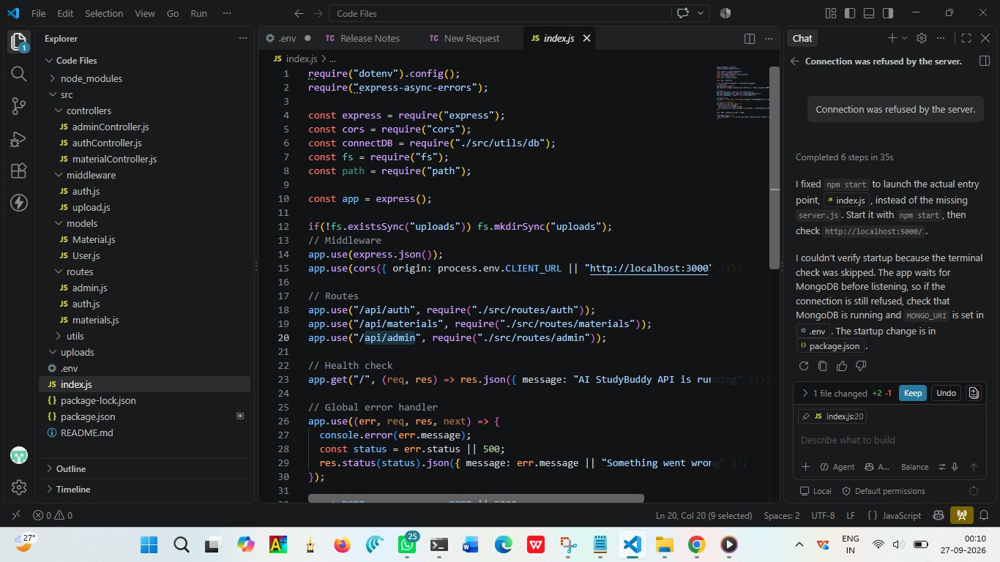 File Edit Selection View Go Run ··· Code Files
Explorer ···
Code Files
node_modules
src
controllers
JS adminController.js
JS authController.js
JS materialController.js
middleware
JS auth.js
JS upload.js
models
JS Material.js
JS User.js
routes
JS admin.js
JS auth.js
JS materials.js
utils
uploads
.env
JS index.js
{} package-lock.json
{} package.json
README.md
Outline
Timeline
1
.env ● TC Release Notes TC New Request JS index.js
JS index.js > ...
1 require("dotenv").config();
2 require("express-async-errors");
3
4 const express = require("express");
5 const cors = require("cors");
6 const connectDB = require("./src/utils/db");
7 const fs = require("fs");
8 const path = require("path");
9
10 const app = express();
11
12 if(!fs.existsSync("uploads")) fs.mkdirSync("uploads");
13 // Middleware
14 app.use(express.json());
15 app.use(cors({ origin: process.env.CLIENT_URL || "http://localhost:3000" }));
16
17 // Routes
18 app.use("/api/auth", require("./src/routes/auth"));
19 app.use("/api/materials", require("./src/routes/materials"));
20 app.use("/api/admin", require("./src/routes/admin"));
21
22 // Health check
23 app.get("/", (req, res) => res.json({ message: "AI StudyBuddy API is running" }));
24
25 // Global error handler
26 app.use((err, req, res, next) => {
27 console.error(err.message);
28 const status = err.status || 500;
29 res.status(status).json({ message: err.message || "Something went wrong" });
30 });
31
Chat
Connection was refused by the server.
Connection was refused by the server.
Completed 6 steps in 35s
I fixed npm start to launch the actual entry
point, JS index.js , instead of the missing
server.js . Start it with npm start , then
check http://localhost:5000/ .
I couldn't verify startup because the terminal
check was skipped. The app waits for
MongoDB before listening, so if the
connection is still refused, check that
MongoDB is running and MONGO_URI is set in
.env . The startup change is in
{} package.json .
1 file changed +2 -1 Keep Undo
JS index.js:20
Describe what to build
Agent A... Balance
Local Default permissions
0 0 Ln 20, Col 20 (9 selected) Spaces: 2 UTF-8 LF {} JavaScript
27° 25 ENG
IN
00:10
27-09-2026